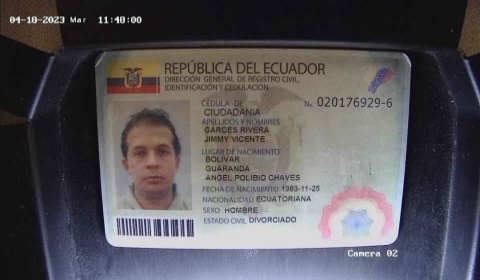 04-18-2023 Mar 11:48:00
REPÚBLICA DEL ECUADOR
DIRECCIÓN GENERAL DE REGISTRO CIVIL,
IDENTIFICACIÓN Y CEDULACIÓN
CÉDULA DE
CIUDADANÍA
N. 020176929-6
APELLIDOS Y NOMBRES
GARCES RIVERA
JIMMY VICENTE
LUGAR DE NACIMIENTO
BOLIVAR
GUARANDA
ANGEL POLIBIO CHAVES
FECHA DE NACIMIENTO 1983-11-25
NACIONALIDAD ECUATORIANA
SEXO HOMBRE
ESTADO CIVIL DIVORCIADO
Camera 02